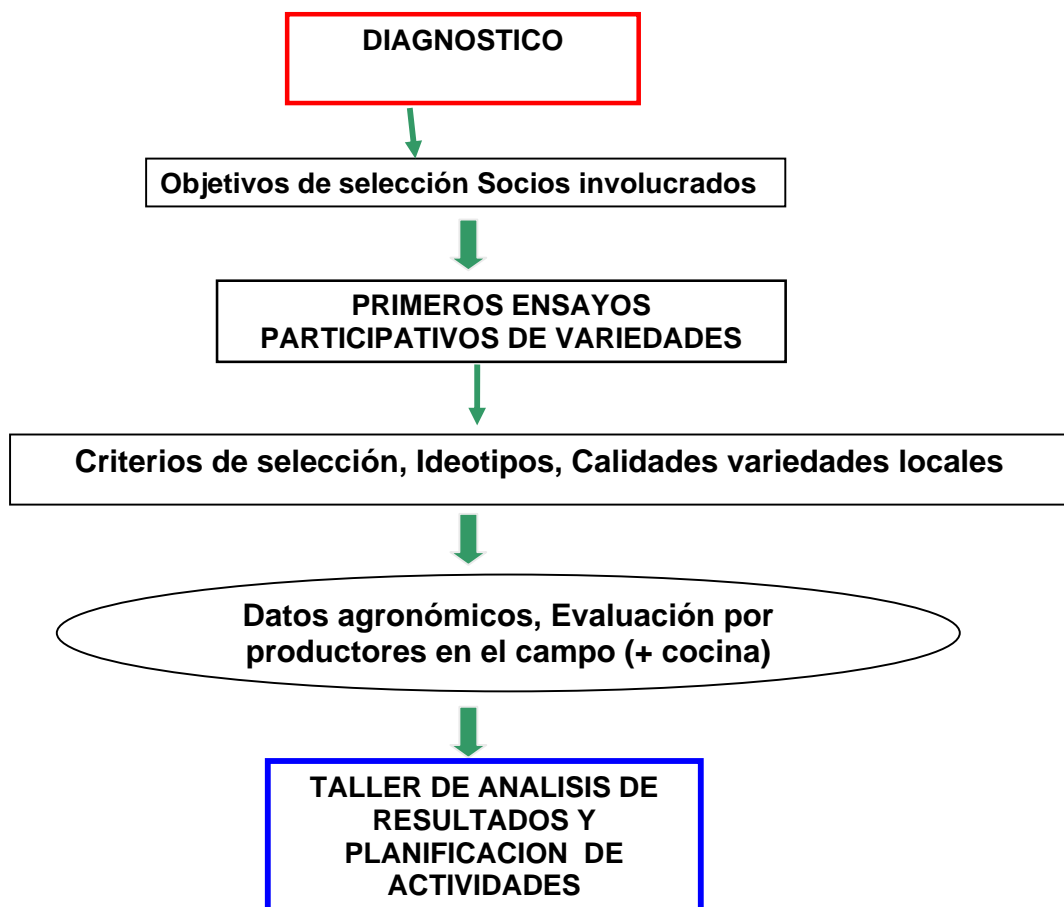 DIAGNOSTICO
Objetivos de selección Socios involucrados
PRIMEROS ENSAYOS
PARTICIPATIVOS DE VARIEDADES
Criterios de selección, Ideotipos, Calidades variedades locales
Datos agronómicos, Evaluación por
productores en el campo (+ cocina)
TALLER DE ANALISIS DE
RESULTADOS Y
PLANIFICACION DE
ACTIVIDADES